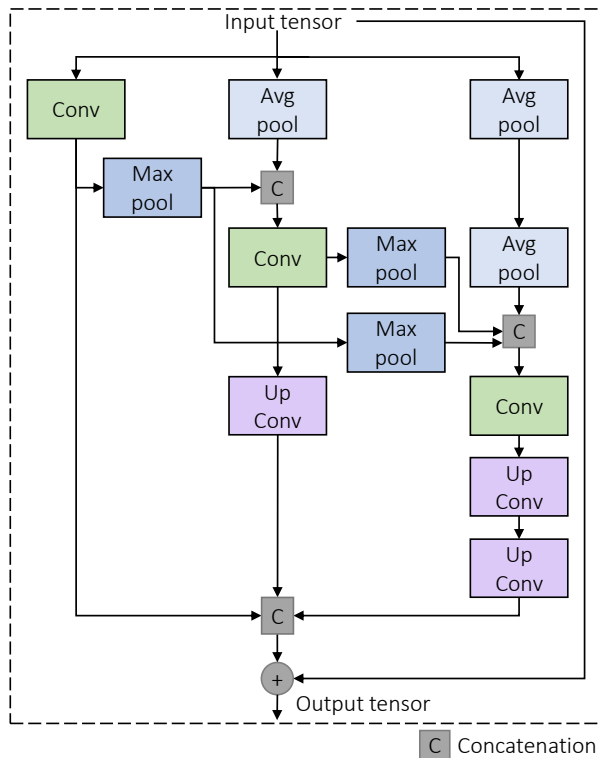 Input tensor
Conv
Avg
pool
Avg
pool
Max
pool
C
Conv
Max
pool
Avg
pool
Max
pool
C
Up
Conv
Conv
Up
Conv
Up
Conv
C
+
Output tensor
C Concatenation